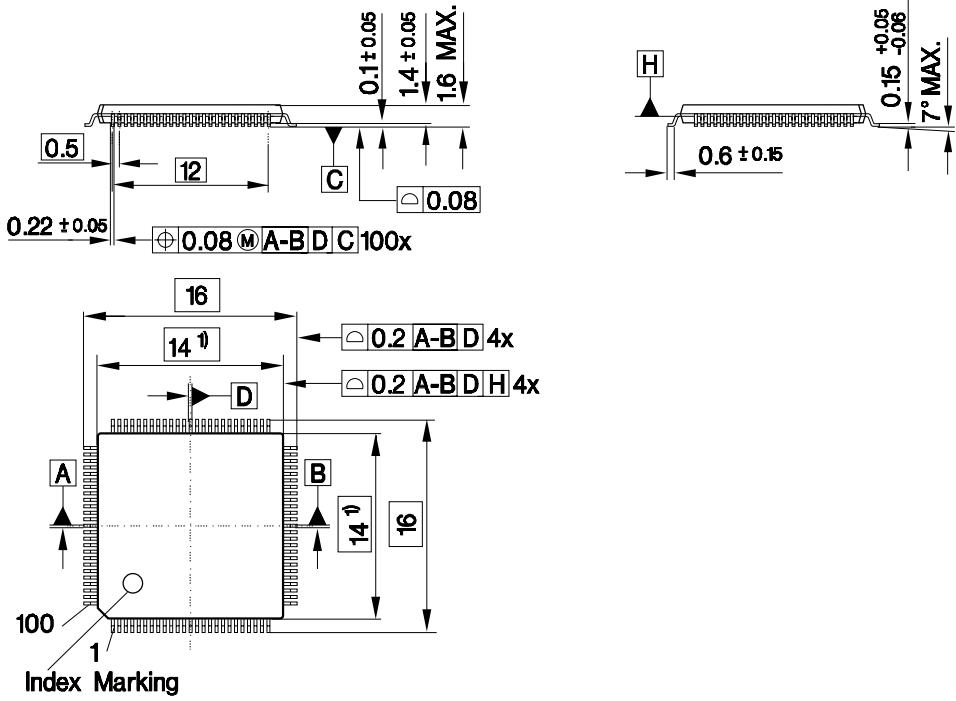 0.1 ± 0.05
1.4 ± 0.05
1.6 MAX.
H
0.15 +0.05 -0.06
7° MAX.
0.5
12
C
0.08
0.6 ± 0.15
0.22 ± 0.05
0.08 Ⓜ A-B D C 100x
16
0.2 A-B D 4x
14 1)
0.2 A-B D H 4x
D
A
B
14 1)
16
100
1
Index Marking